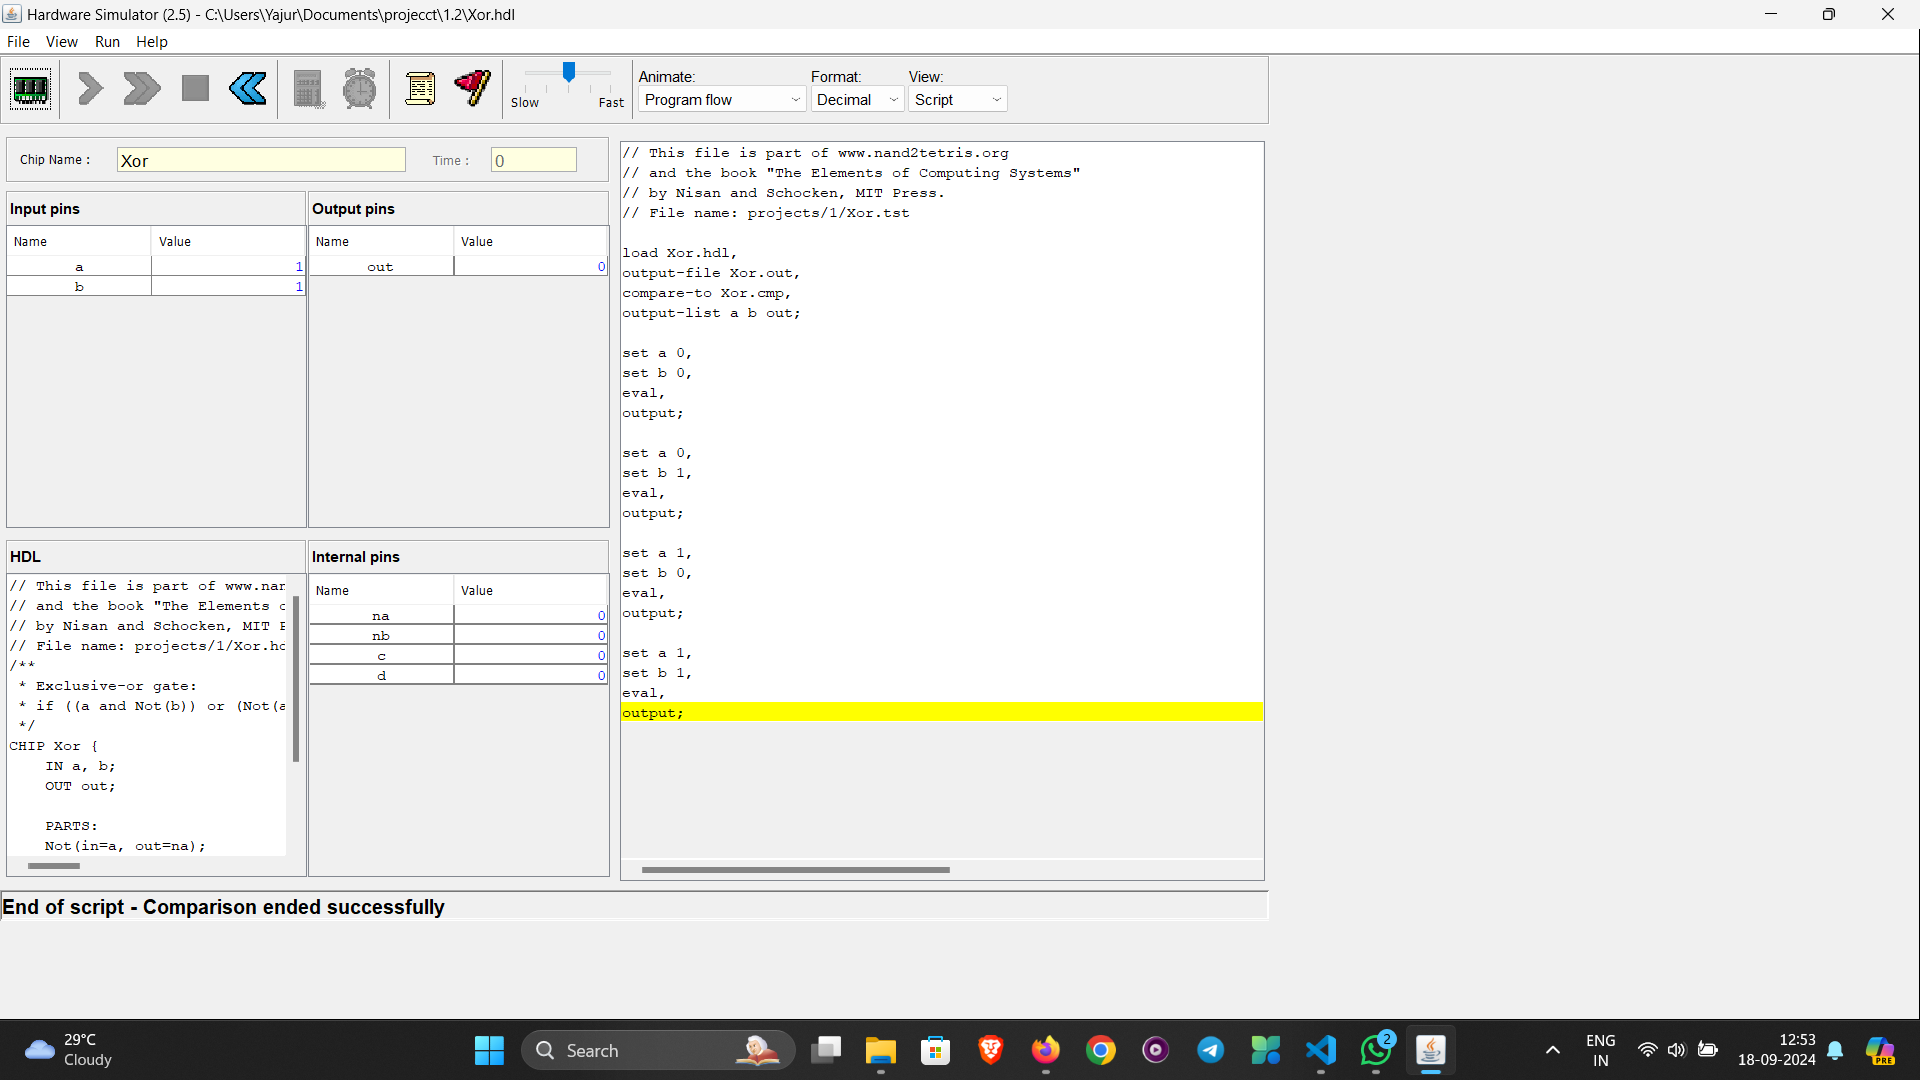 Hardware Simulator (2.5) - C:\Users\Yajur\Documents\projecct\1.2\Xor.hdl
File View Run Help
Slow Fast
Animate: Format: View:
Program flow Decimal Script
Chip Name : Xor Time : 0
Input pins
Name Value
a 1
b 1
Output pins
Name Value
out 0
HDL
// This file is part of www.nan
// and the book "The Elements
// by Nisan and Schocken, MIT
// File name: projects/1/Xor.hd
/**
* Exclusive-or gate:
* if ((a and Not(b)) or (Not(a
*/
CHIP Xor {
IN a, b;
OUT out;
PARTS:
Not(in=a, out=na);
Internal pins
Name Value
na 0
nb 0
c 0
d 0
// This file is part of www.nand2tetris.org
// and the book "The Elements of Computing Systems"
// by Nisan and Schocken, MIT Press.
// File name: projects/1/Xor.tst
load Xor.hdl,
output-file Xor.out,
compare-to Xor.cmp,
output-list a b out;
set a 0,
set b 0,
eval,
output;
set a 0,
set b 1,
eval,
output;
set a 1,
set b 0,
eval,
output;
set a 1,
set b 1,
eval,
output;
End of script - Comparison ended successfully
29°C
Cloudy
Search
2
ENG
IN
12:53
18-09-2024
PRE